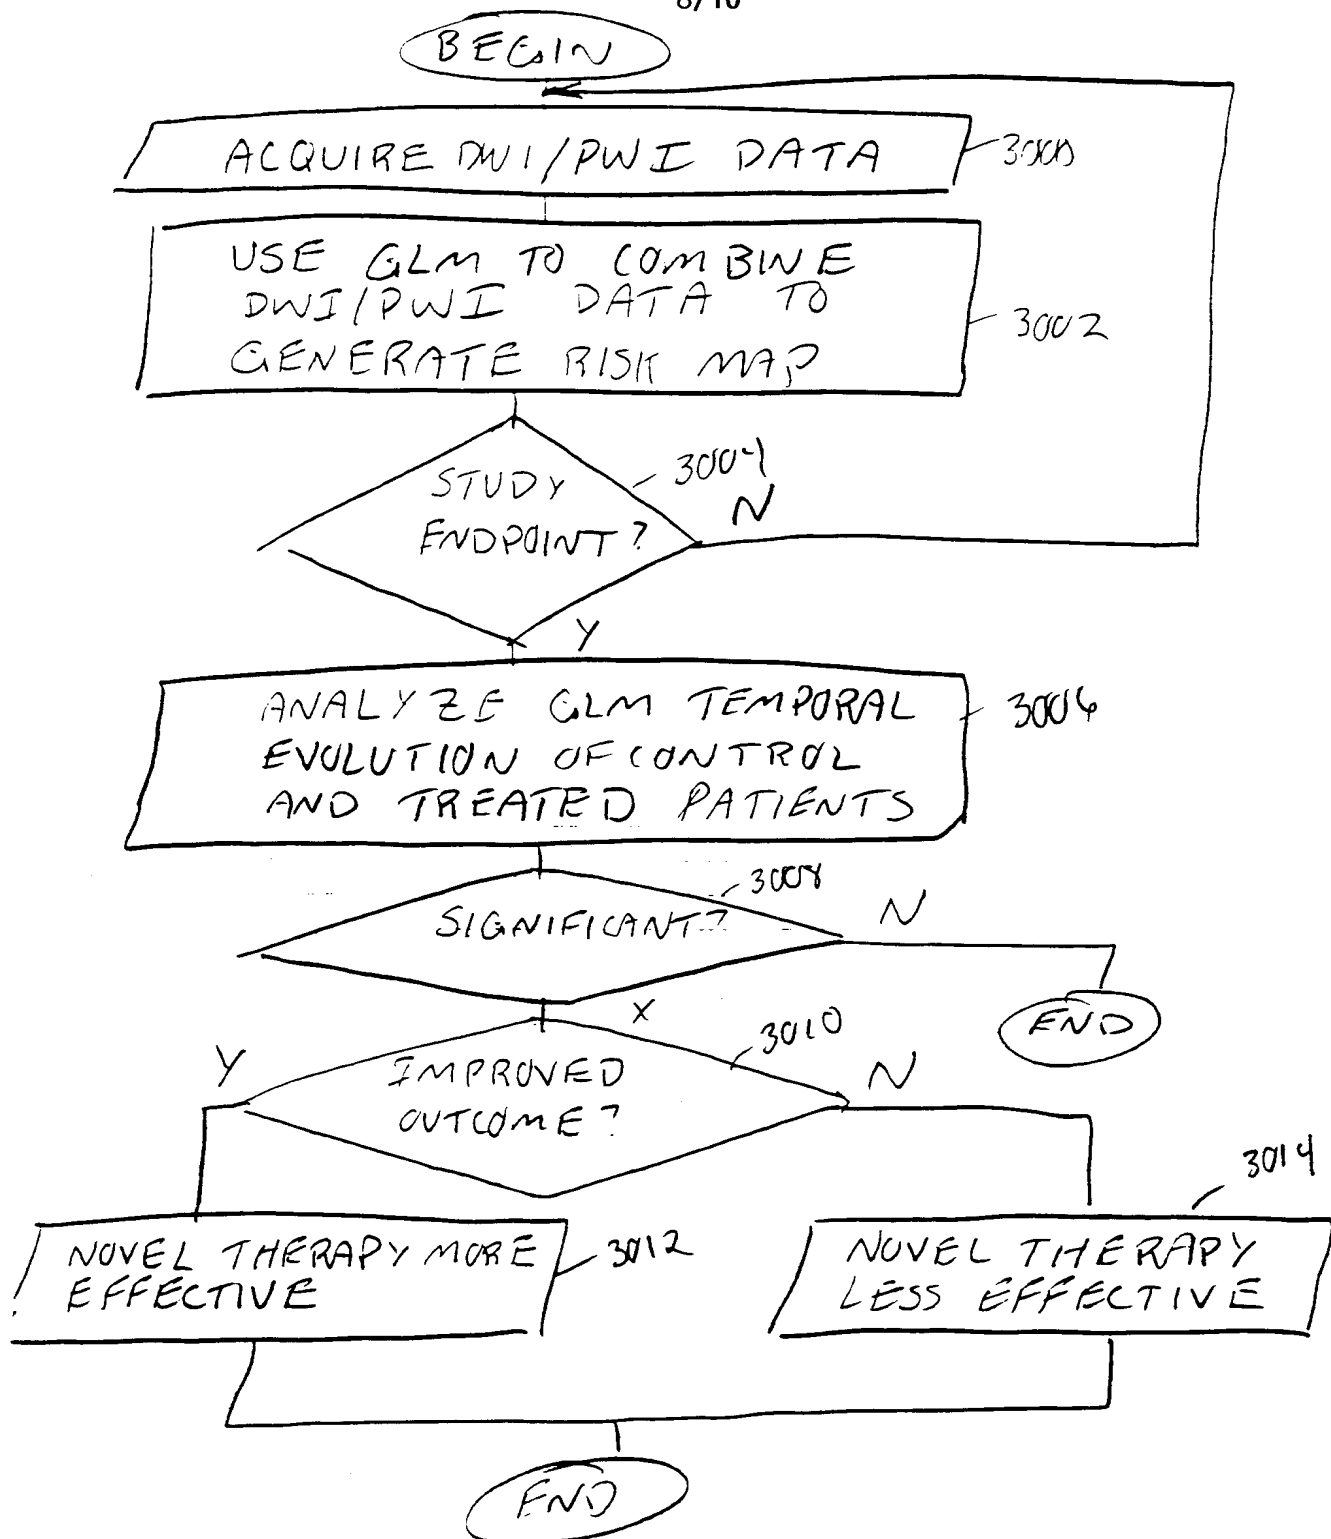 8/10
BEGIN
ACQUIRE DWI/PWI DATA
3000
USE GLM TO COMBINE
DWI/PWI DATA TO
GENERATE RISK MAP
3002
STUDY
ENDPOINT?
3004
N
Y
ANALYZE GLM TEMPORAL
EVOLUTION OF CONTROL
AND TREATED PATIENTS
3006
SIGNIFICANT?
3008
N
END
Y
IMPROVED
OUTCOME?
3010
Y
N
NOVEL THERAPY MORE
EFFECTIVE
3012
NOVEL THERAPY
LESS EFFECTIVE
3014
END